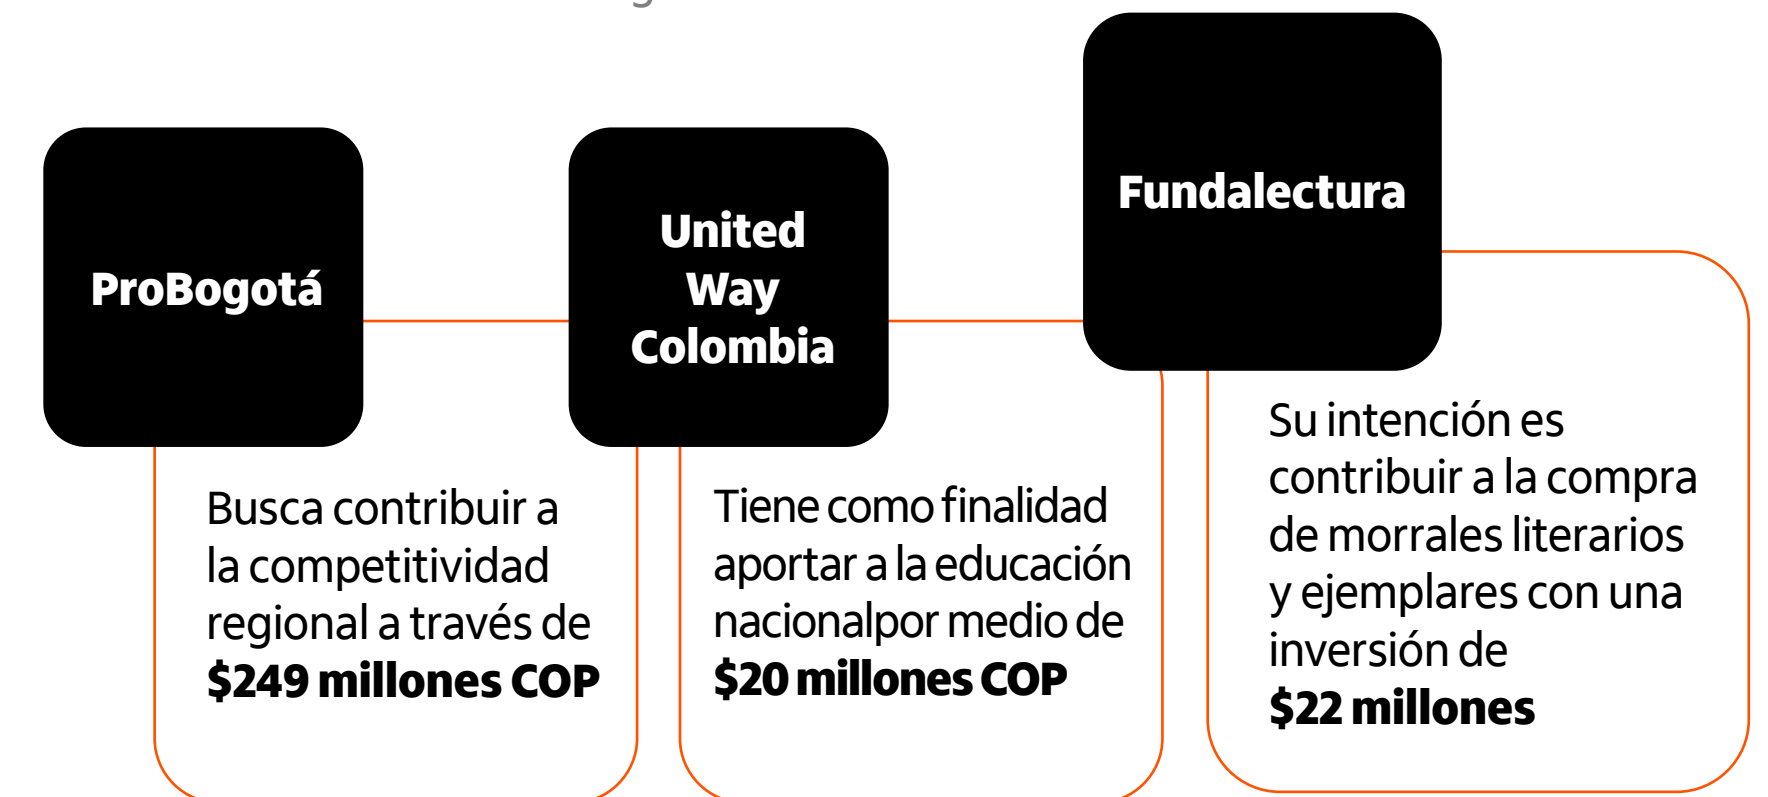 ProBogotá
Busca contribuir a
la competitividad
regional a través de
$249 millones COP
United
Way
Colombia
Tiene como finalidad
aportar a la educación
nacionalpor medio de
$20 millones COP
Fundalectura
Su intención es
contribuir a la compra
de morrales literarios
y ejemplares con una
inversión de
$22 millones